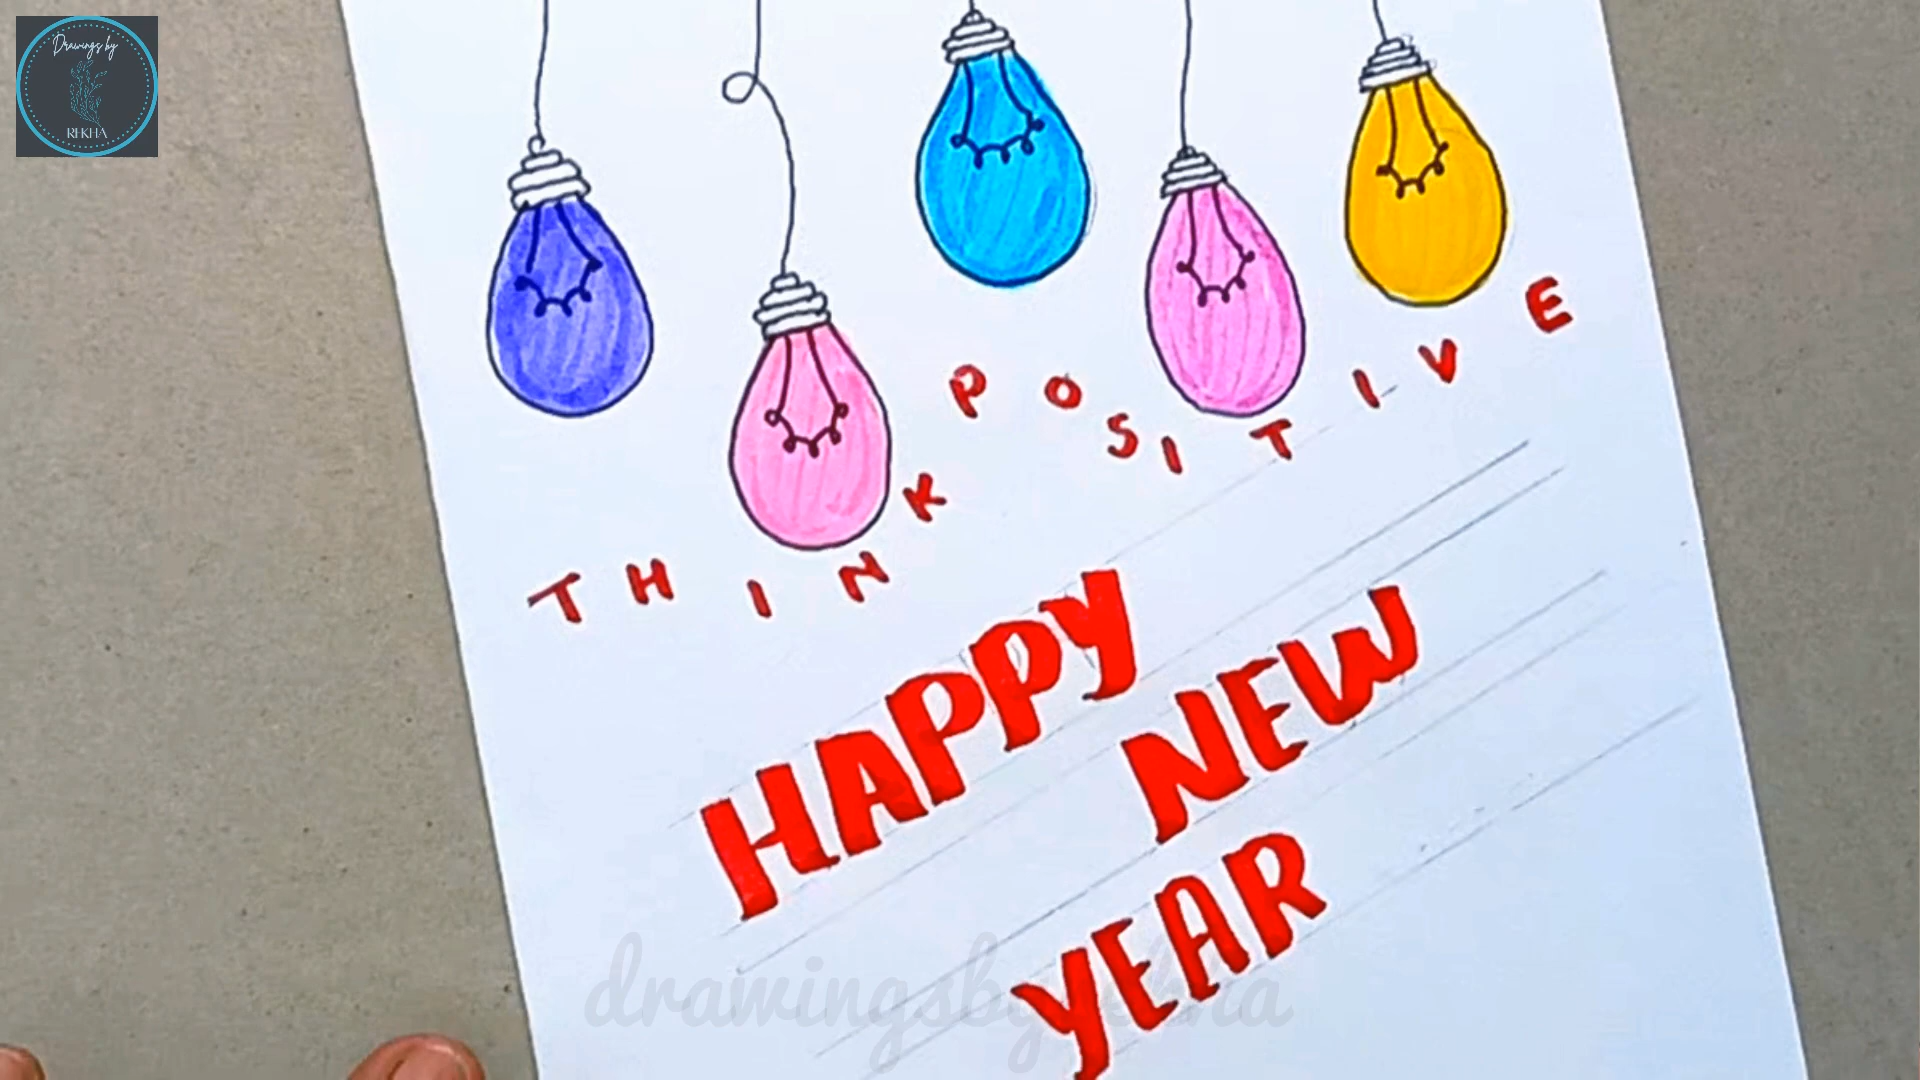 Drawings by
REKHA
THINK POSITIVE
HAPPY
NEW
YEAR
drawingsbyrekha